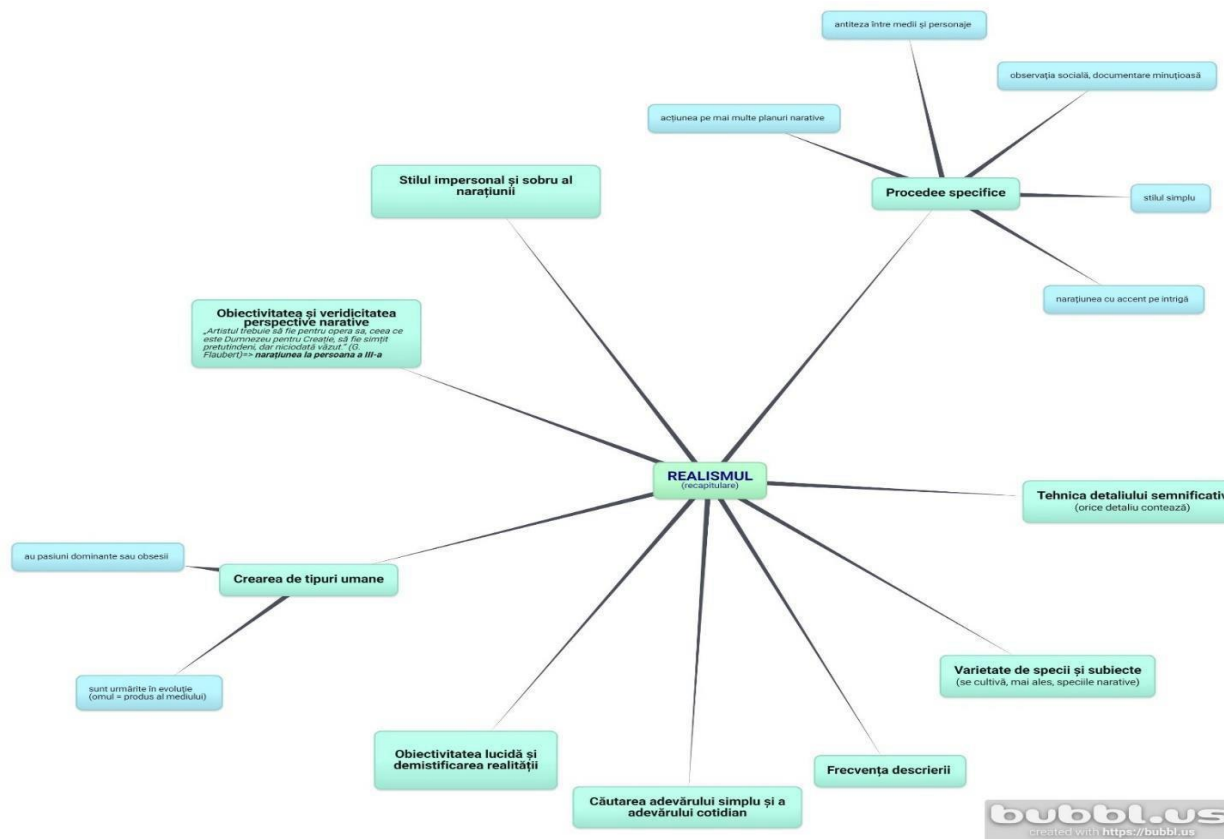 antiteza între medii și personaje
observația socială, documentare minuțioasă
acțiunea pe mai multe planuri narative
Procedee specifice
stilul simplu
narațiunea cu accent pe intrigă
Stilul impersonal și sobru al
narațiunii
Obiectivitatea și veridicitatea
perspective narative
„Artistul trebuie să fie pentru opera sa, ceea ce
este Dumnezeu pentru Creație, să fie simțit
pretutindeni, dar niciodată văzut." (G.
Flaubert)=> narațiunea la persoana a III-a
REALISMUL
(recapitulare)
Tehnica detaliului semnificativ
(orice detaliu contează)
au pasiuni dominante sau obsesii
Crearea de tipuri umane
sunt urmărite în evoluție
(omul = produs al mediului)
Varietate de specii și subiecte
(se cultivă, mai ales, speciile narative)
Obiectivitatea lucidă și
demistificarea realității
Frecvența descrierii
Căutarea adevărului simplu și a
adevărului cotidian
bubbl.us
created with https://bubbl.us